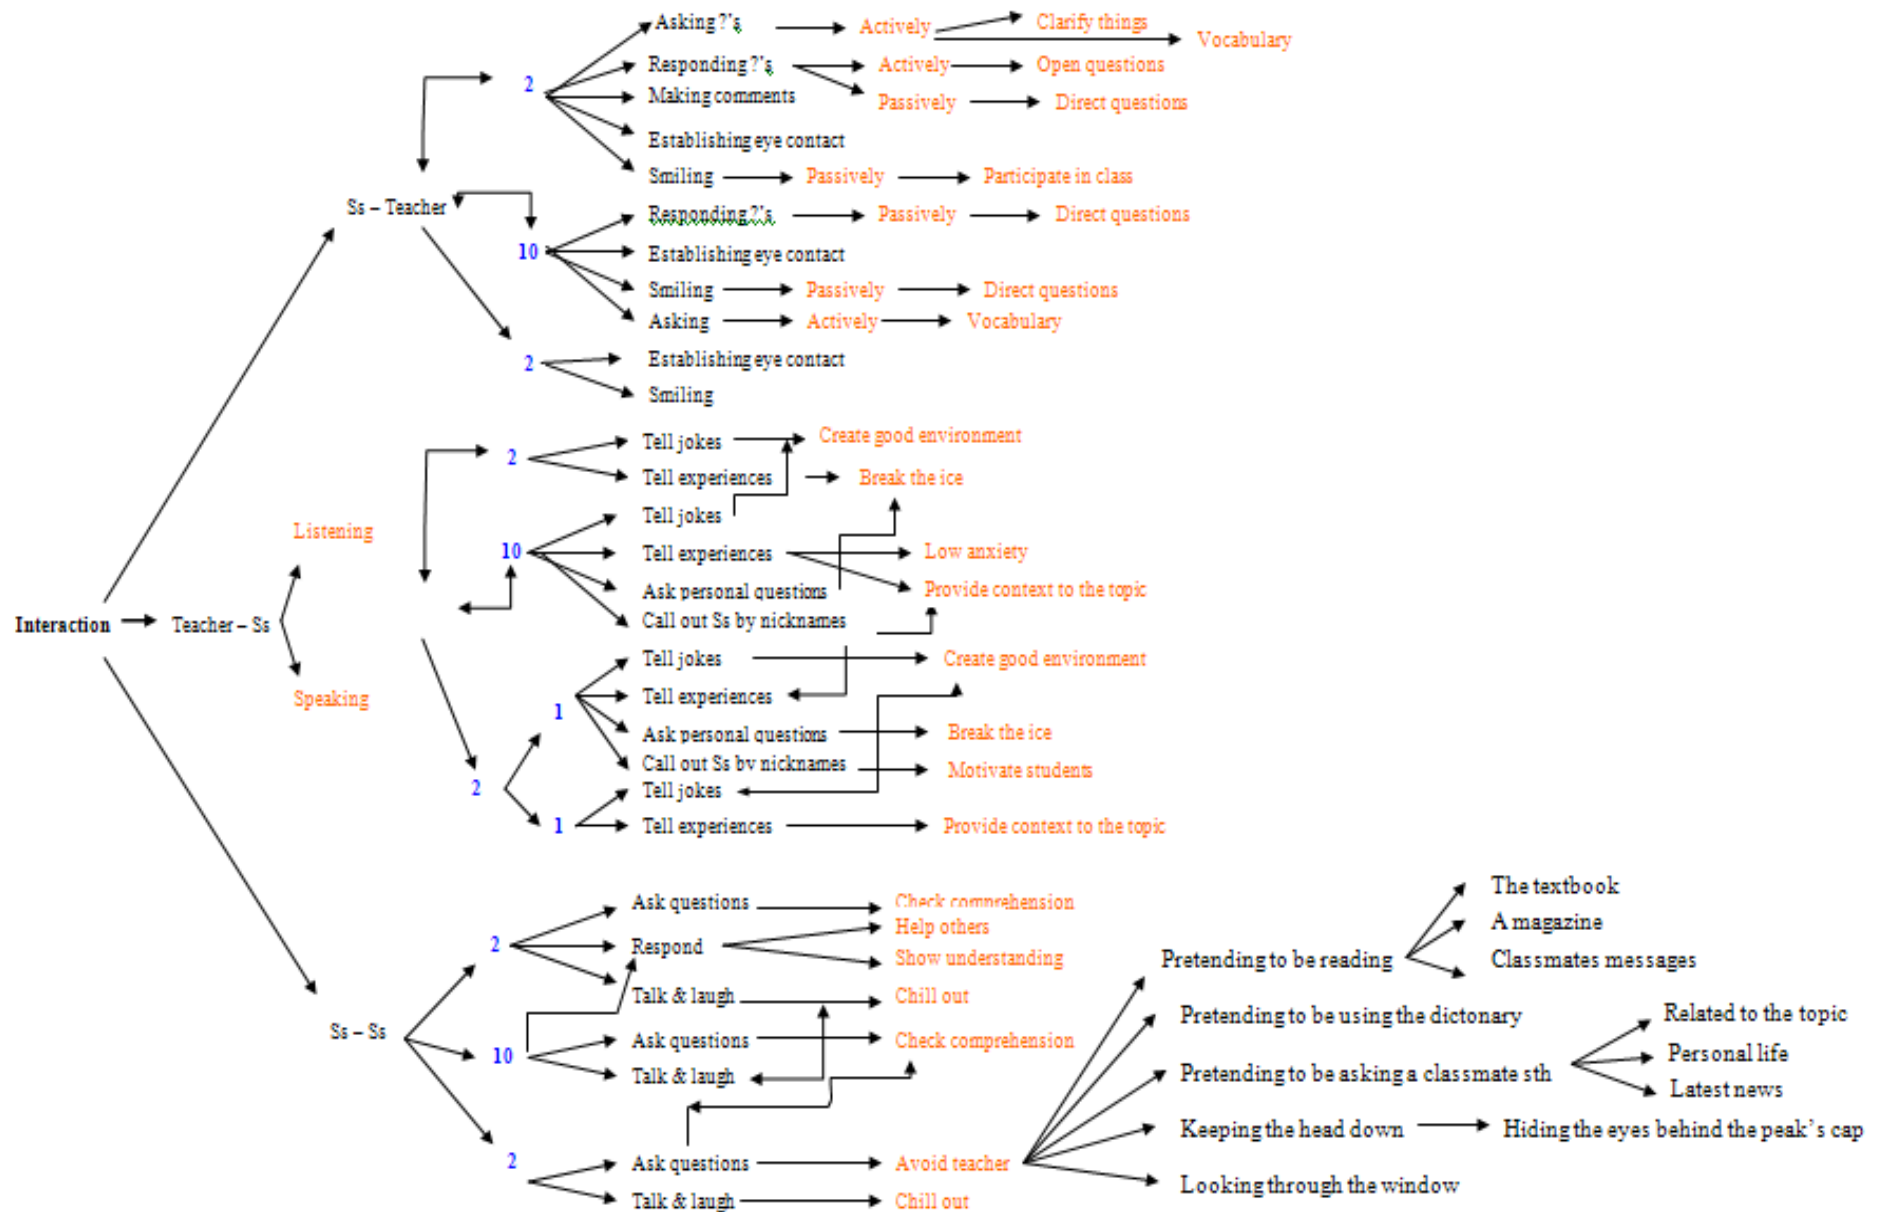 Asking ?'s
Actively
Clarify things
Vocabulary
2
Responding ?'s
Actively
Open questions
Making comments
Passively
Direct questions
Establishing eye contact
Smiling
Passively
Participate in class
Ss – Teacher
10
Responding ?'s
Passively
Direct questions
Establishing eye contact
Smiling
Passively
Direct questions
Asking
Actively
Vocabulary
2
Establishing eye contact
Smiling
2
Tell jokes
Create good environment
Tell experiences
Break the ice
Listening
10
Tell jokes
Tell experiences
Low anxiety
Ask personal questions
Provide context to the topic
Call out Ss by nicknames
Interaction
Teacher – Ss
Speaking
1
Tell jokes
Create good environment
Tell experiences
Ask personal questions
Break the ice
Call out Ss by nicknames
Motivate students
2
Tell jokes
1
Tell experiences
Provide context to the topic
2
Ask questions
Check comprehension
Respond
Help others
Show understanding
Talk & laugh
Chill out
Ss – Ss
10
Ask questions
Check comprehension
Talk & laugh
2
Ask questions
Avoid teacher
Talk & laugh
Chill out
Pretending to be reading
The textbook
A magazine
Classmates messages
Pretending to be using the dictonary
Pretending to be asking a classmate sth
Related to the topic
Personal life
Latest news
Keeping the head down
Hiding the eyes behind the peak's cap
Looking through the window